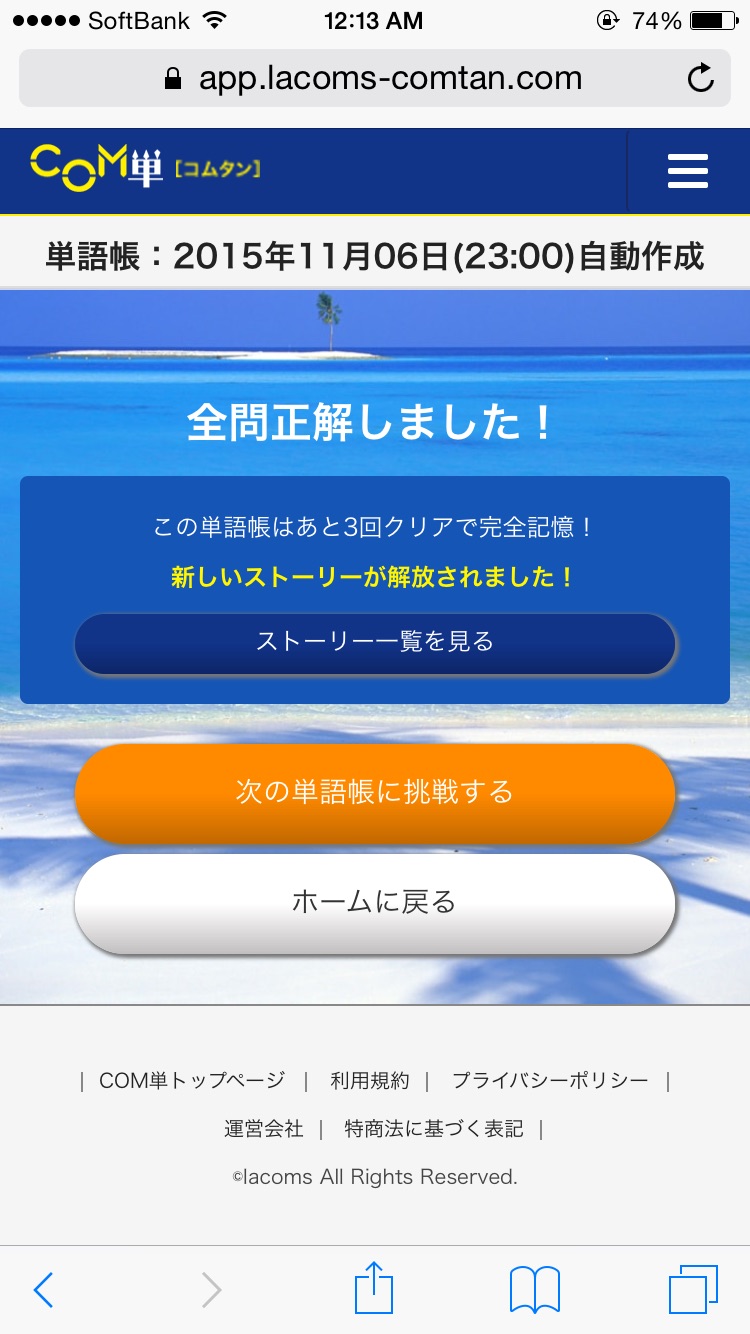 SoftBank 12:13 AM 74%
app.lacoms-comtan.com
COM単 [コムタン]
単語帳：2015年11月06日(23:00)自動作成
全問正解しました！
この単語帳はあと3回クリアで完全記憶！
新しいストーリーが解放されました！
ストーリー一覧を見る
次の単語帳に挑戦する
ホームに戻る
| COM単トップページ | 利用規約 | プライバシーポリシー |
運営会社 | 特商法に基づく表記 |
©lacoms All Rights Reserved.